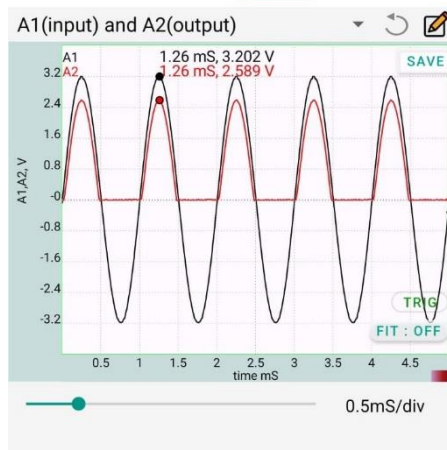 A1(input) and A2(output)
A1
1.26 mS, 3.202 V
A2
1.26 mS, 2.589 V
SAVE
3.2
2.4
1.6
0.8
-0
-0.8
-1.6
-2.4
-3.2
A1,A2, V
TRIG
FIT : OFF
0.5 1 1.5 2 2.5 3 3.5 4 4.5
time mS
0.5mS/div